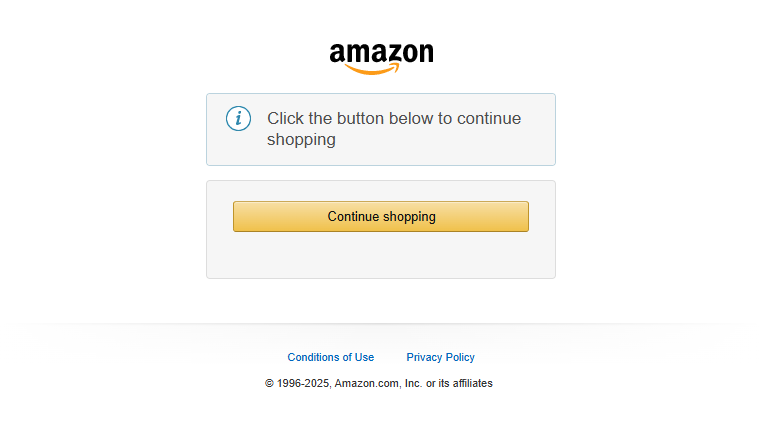 amazon
Click the button below to continue
shopping
Continue shopping
Conditions of Use Privacy Policy
© 1996-2025, Amazon.com, Inc. or its affiliates